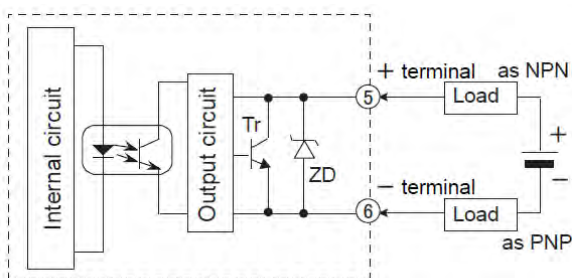 Internal circuit
Output circuit
Tr
ZD
+ terminal
as NPN
5
Load
+
−
− terminal
6
Load
as PNP